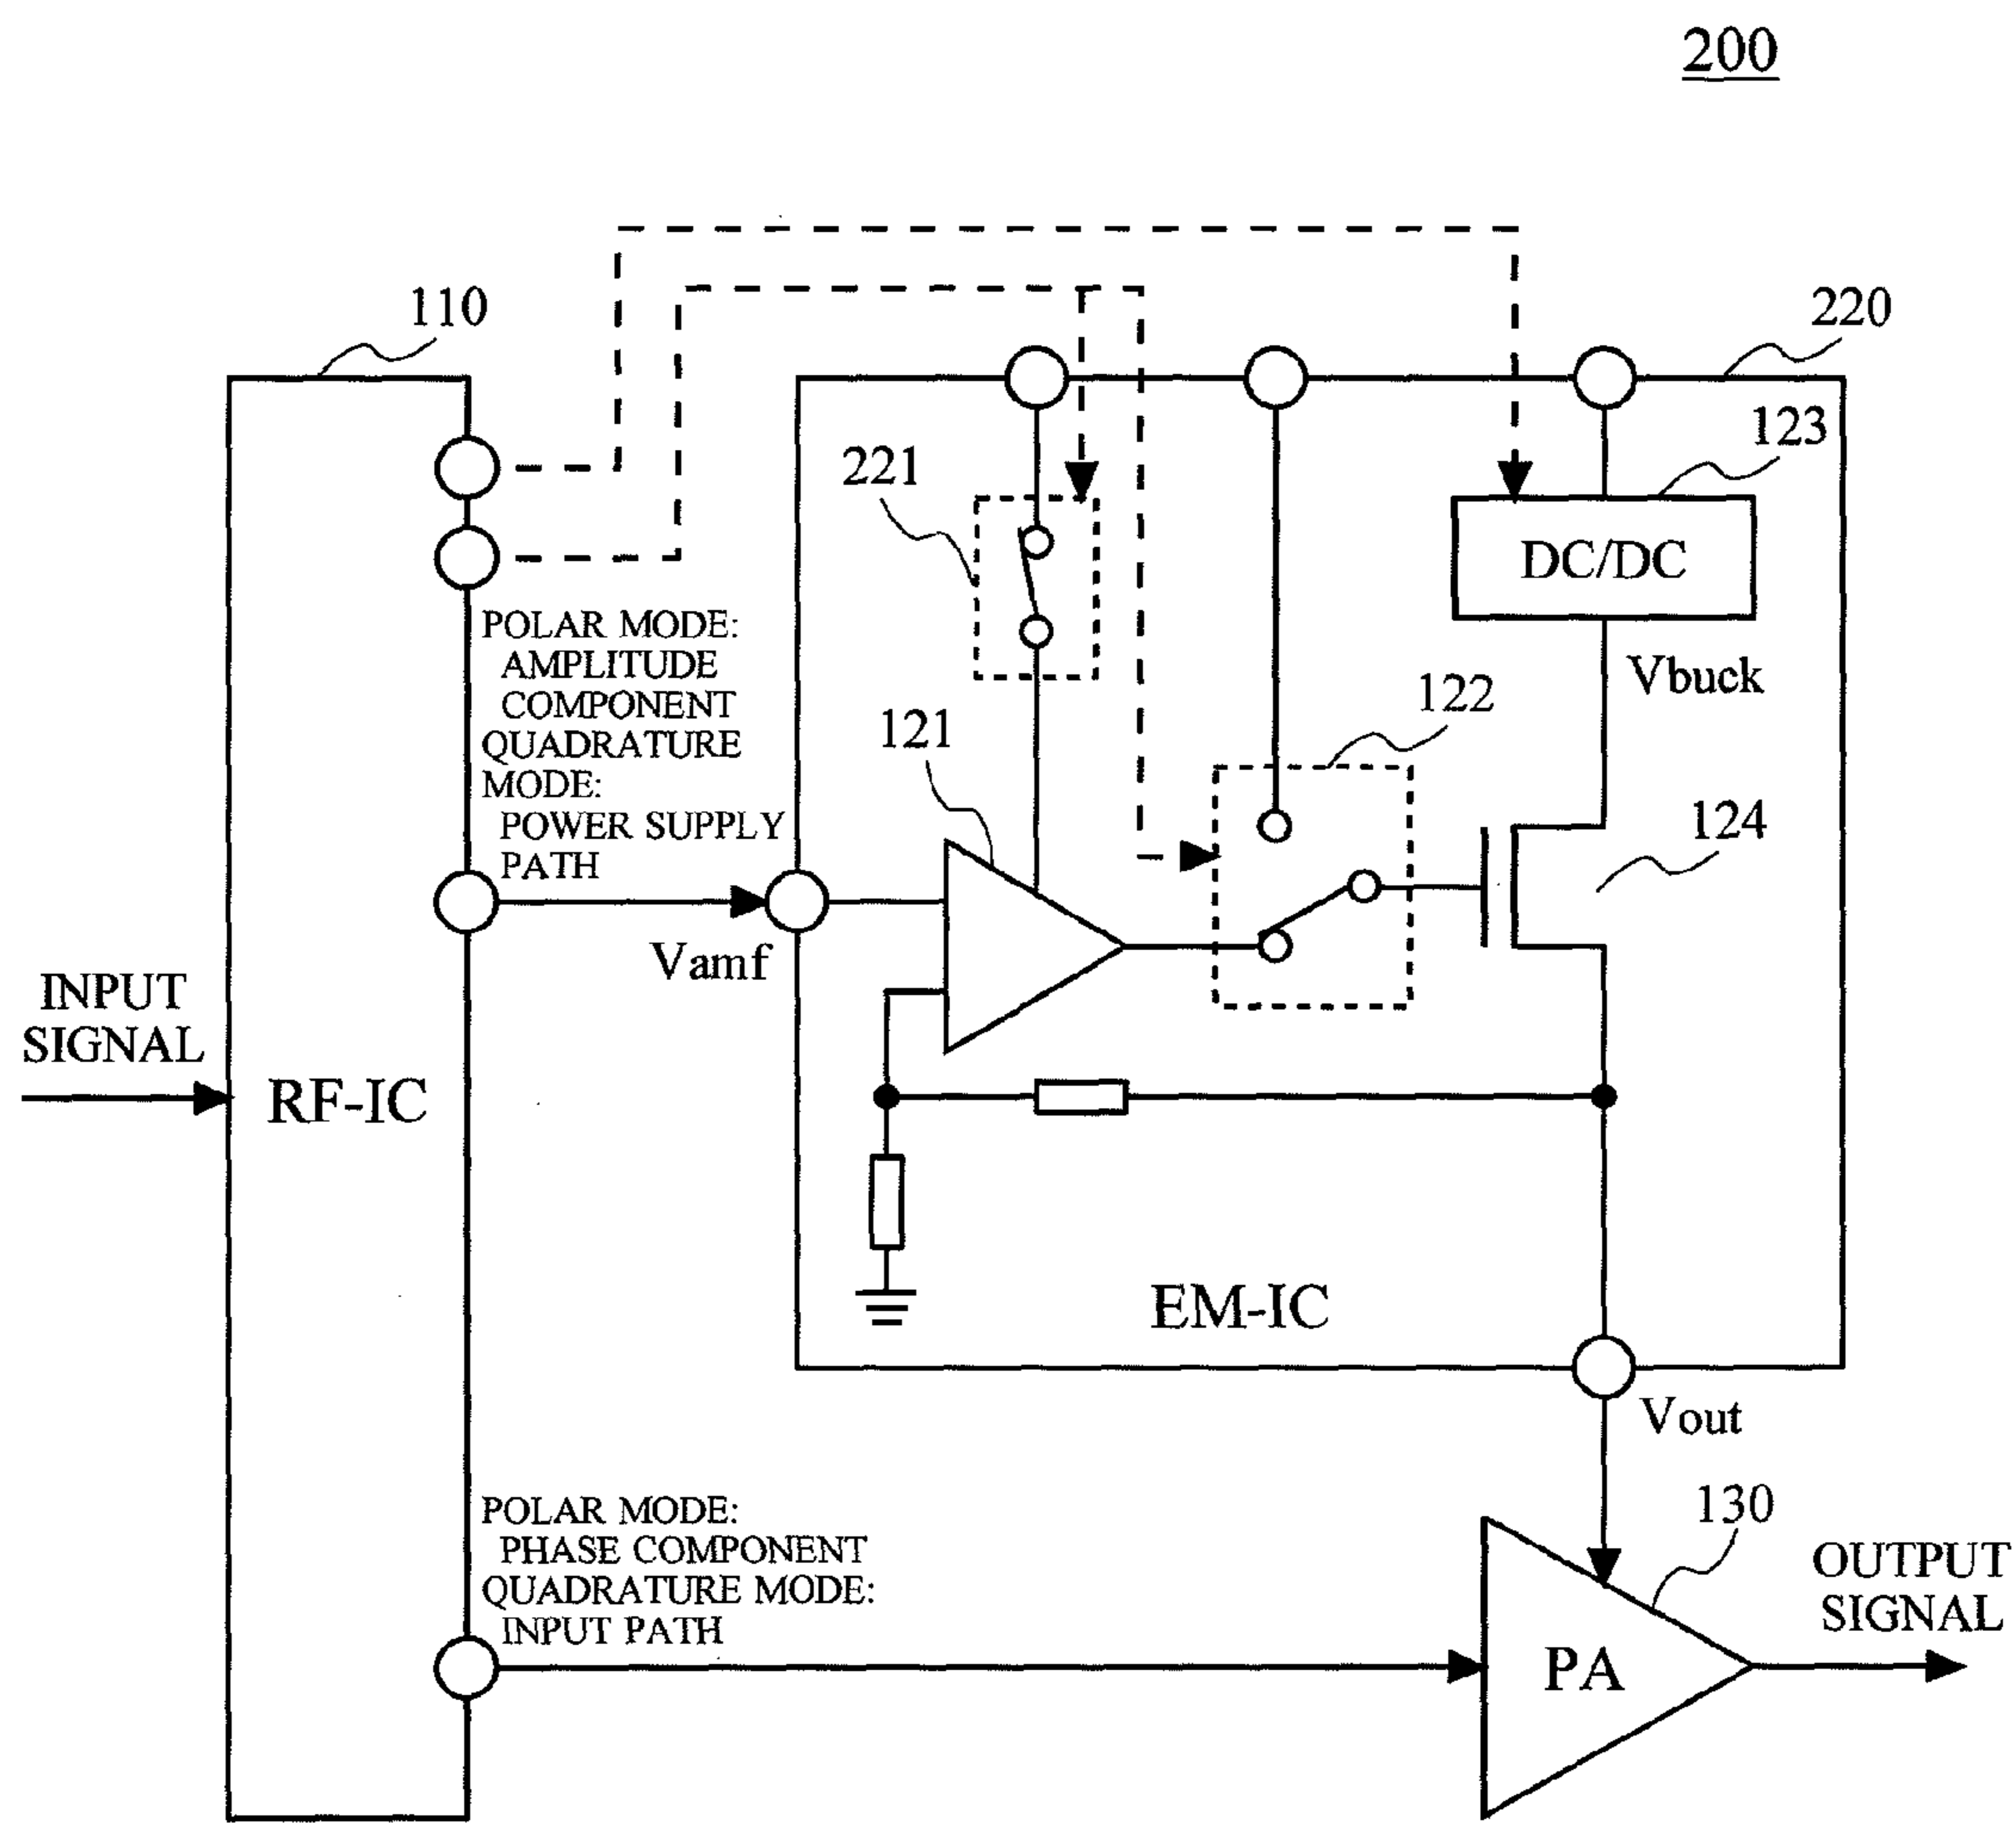 200
110
220
123
221
DC/DC
POLAR MODE:
AMPLITUDE
COMPONENT
QUADRATURE
MODE:
POWER SUPPLY
PATH
Vbuck
122
121
124
Vamf
INPUT
SIGNAL
RF-IC
EM-IC
Vout
POLAR MODE:
PHASE COMPONENT
QUADRATURE MODE:
INPUT PATH
130
OUTPUT
SIGNAL
PA